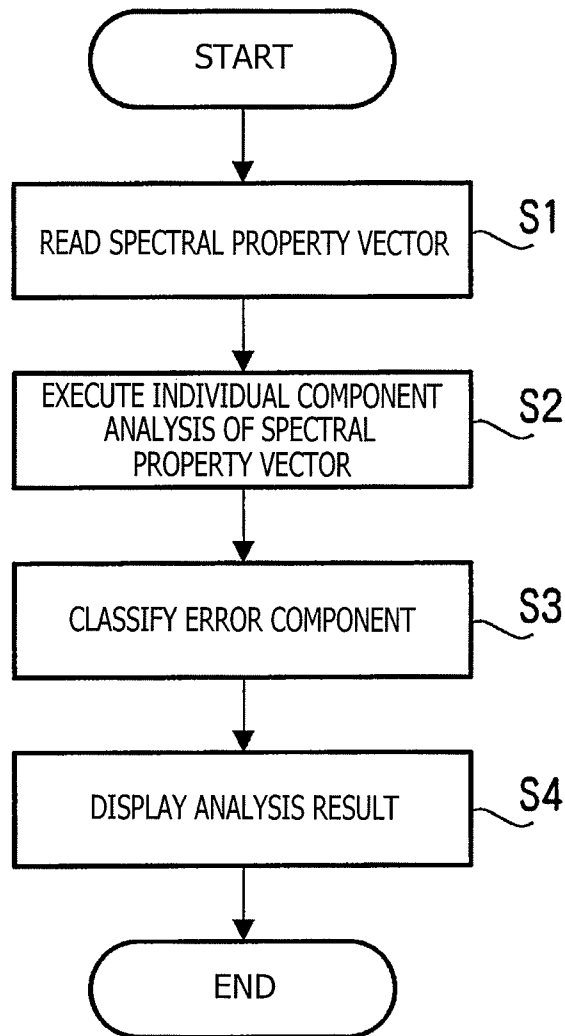 START
READ SPECTRAL PROPERTY VECTOR
S1
EXECUTE INDIVIDUAL COMPONENT
ANALYSIS OF SPECTRAL
PROPERTY VECTOR
S2
CLASSIFY ERROR COMPONENT
S3
DISPLAY ANALYSIS RESULT
S4
END